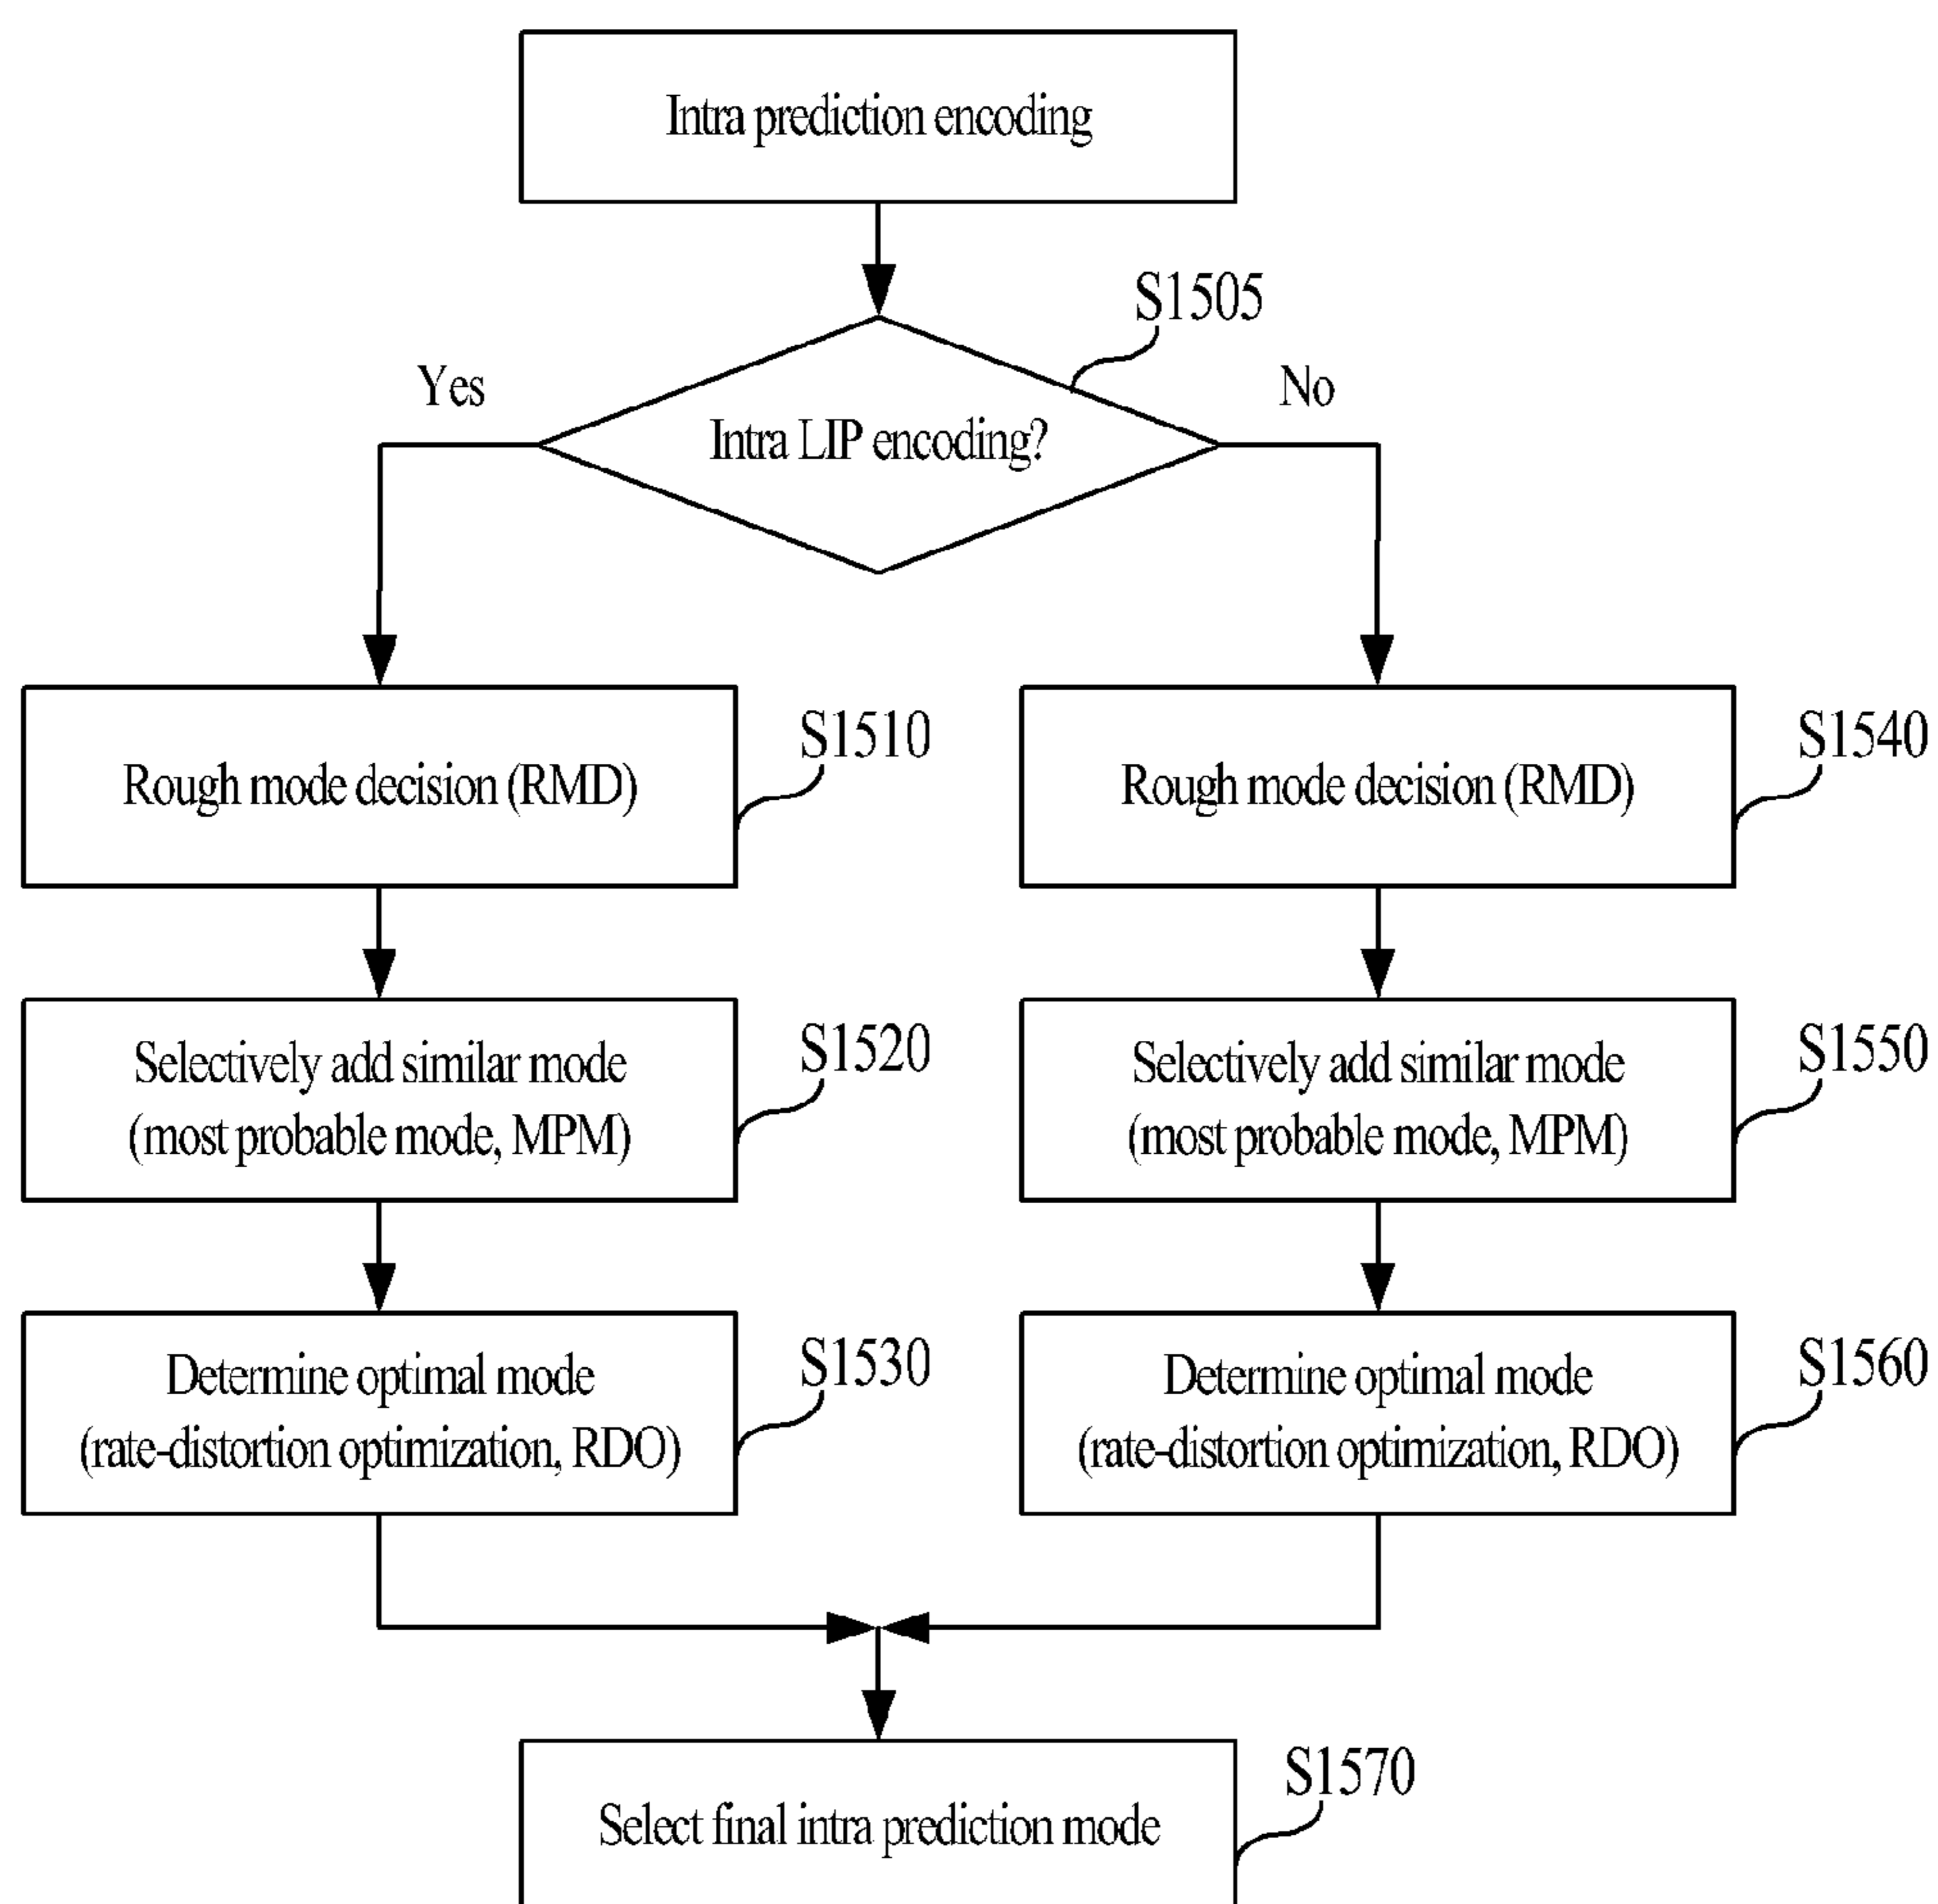 Intra prediction encoding
S1505
Yes
No
Intra LIP encoding?
S1510
Rough mode decision (RMD)
S1540
Rough mode decision (RMD)
S1520
Selectively add similar mode
(most probable mode, MPM)
S1550
Selectively add similar mode
(most probable mode, MPM)
S1530
Determine optimal mode
(rate-distortion optimization, RDO)
S1560
Determine optimal mode
(rate-distortion optimization, RDO)
S1570
Select final intra prediction mode